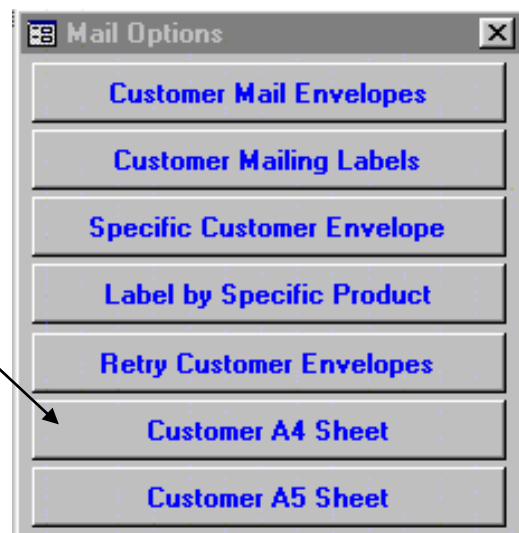 Mail Options
Customer Mail Envelopes
Customer Mailing Labels
Specific Customer Envelope
Label by Specific Product
Retry Customer Envelopes
Customer A4 Sheet
Customer A5 Sheet